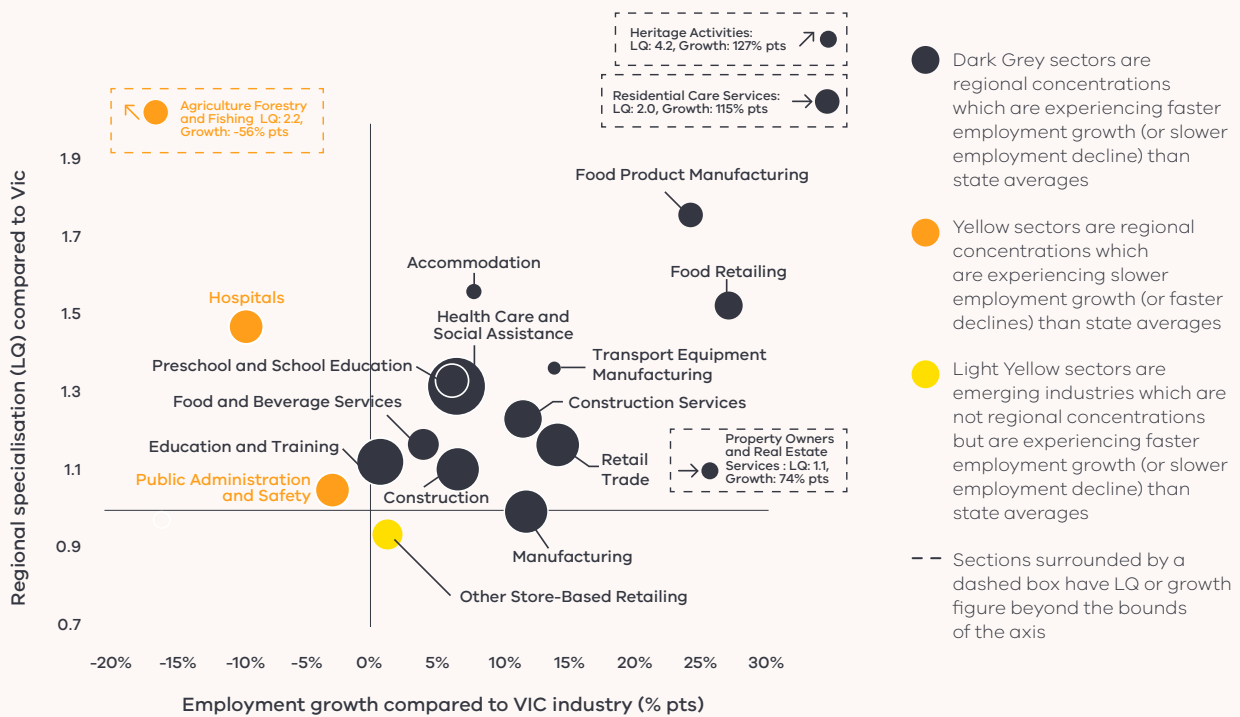 Heritage Activities:
LQ: 4.2, Growth: 127% pts
Residential Care Services:
LQ: 2.0, Growth: 115% pts
Agriculture Forestry
and Fishing LQ: 2.2,
Growth: -56% pts
Regional specialisation (LQ) compared to Vic
1.9
1.7
1.5
1.3
1.1
0.9
0.7
Food Product Manufacturing
Accommodation
Food Retailing
Hospitals
Health Care and
Social Assistance
Preschool and School Education
Transport Equipment
Manufacturing
Food and Beverage Services
Construction Services
Education and Training
Retail
Trade
Property Owners
and Real Estate
Services : LQ: 1.1,
Growth: 74% pts
Public Administration
and Safety
Construction
Manufacturing
Other Store-Based Retailing
-20%
-15%
-10%
-5%
0%
5%
10%
15%
20%
25%
30%
Employment growth compared to VIC industry (% pts)
Dark Grey sectors are
regional concentrations
which are experiencing faster
employment growth (or slower
employment decline) than
state averages
Yellow sectors are regional
concentrations which
are experiencing slower
employment growth (or faster
declines) than state averages
Light Yellow sectors are
emerging industries which are
not regional concentrations
but are experiencing faster
employment growth (or slower
employment decline) than
state averages
Sections surrounded by a
dashed box have LQ or growth
figure beyond the bounds
of the axis